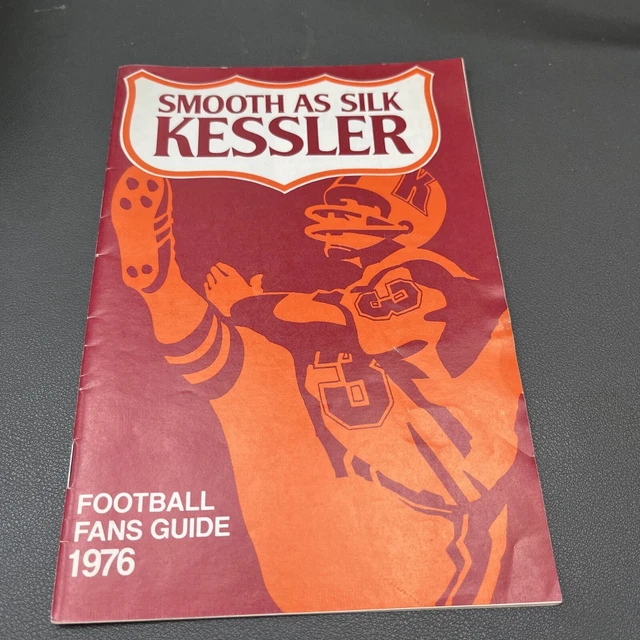 SMOOTH AS SILK
KESSLER
K
FOOTBALL
FANS GUIDE
1976